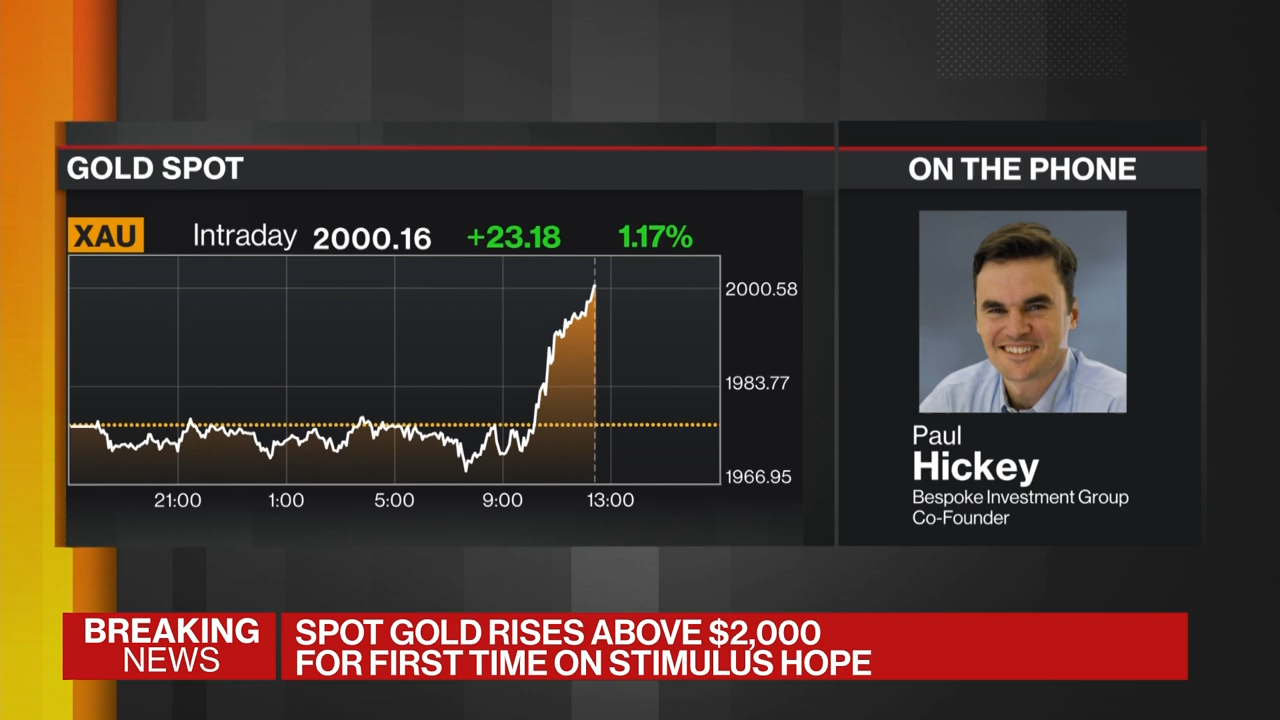 GOLD SPOT
XAU Intraday 2000.16 +23.18 1.17%
2000.58
1983.77
1966.95
21:00 1:00 5:00 9:00 13:00
ON THE PHONE
Paul
Hickey
Bespoke Investment Group
Co-Founder
BREAKING
NEWS
SPOT GOLD RISES ABOVE $2,000
FOR FIRST TIME ON STIMULUS HOPE